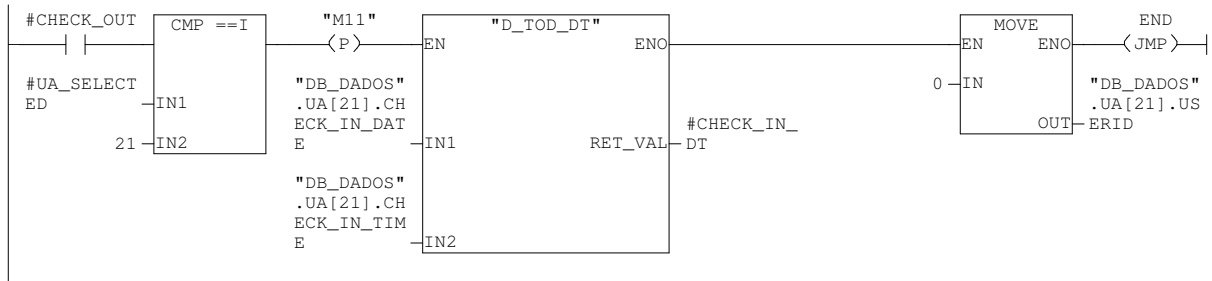 #CHECK_OUT
CMP ==I
#UA_SELECT
ED
IN1
21
IN2
"M11"
P
"D_TOD_DT"
EN
ENO
"DB_DADOS"
.UA[21].CH
ECK_IN_DAT
E
IN1
"DB_DADOS"
.UA[21].CH
ECK_IN_TIM
E
IN2
RET_VAL
#CHECK_IN_
DT
MOVE
EN
ENO
0
IN
OUT
"DB_DADOS"
.UA[21].US
ERID
END
JMP